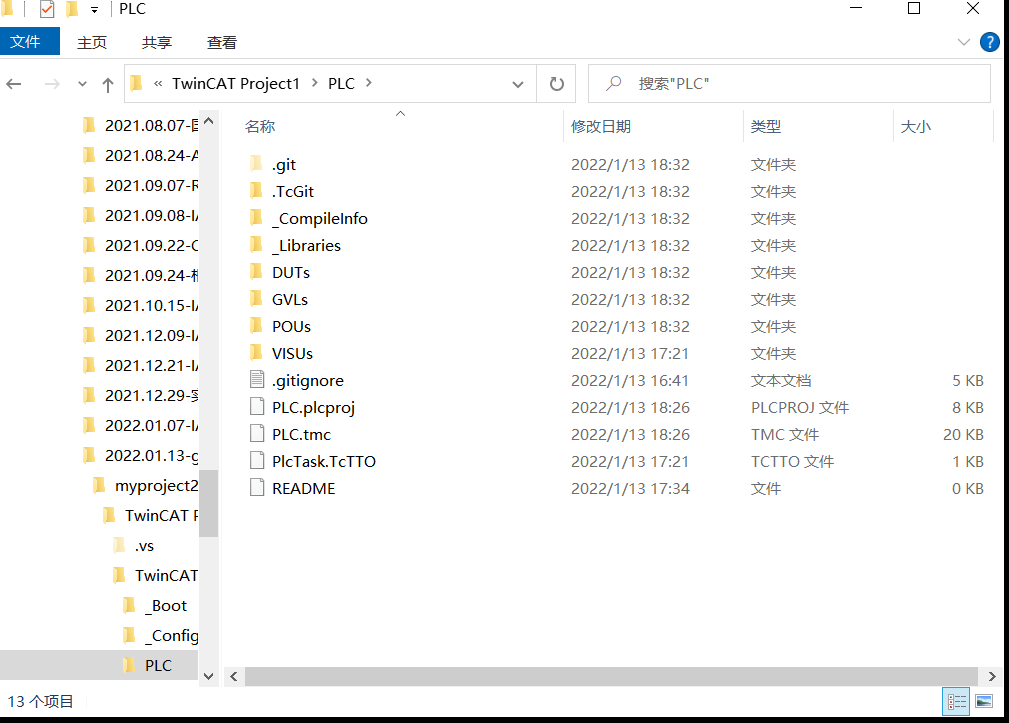 PLC
文件 主页 共享 查看
« TwinCAT Project1 › PLC › 搜索"PLC"
名称 修改日期 类型 大小
.git 2022/1/13 18:32 文件夹
.TcGit 2022/1/13 18:32 文件夹
_CompileInfo 2022/1/13 18:32 文件夹
_Libraries 2022/1/13 18:32 文件夹
DUTs 2022/1/13 18:32 文件夹
GVLs 2022/1/13 18:32 文件夹
POUs 2022/1/13 18:32 文件夹
VISUs 2022/1/13 17:21 文件夹
.gitignore 2022/1/13 16:41 文本文档 5 KB
PLC.plcproj 2022/1/13 18:26 PLCPROJ 文件 8 KB
PLC.tmc 2022/1/13 18:26 TMC 文件 20 KB
PlcTask.TcTTO 2022/1/13 17:21 TCTTO 文件 1 KB
README 2022/1/13 17:34 文件 0 KB
2021.08.07-
2021.08.24-A
2021.09.07-R
2021.09.08-IA
2021.09.22-C
2021.09.24-
2021.10.15-IA
2021.12.09-IA
2021.12.21-IA
2021.12.29-实
2022.01.07-IA
2022.01.13-g
myproject2
TwinCAT P
.vs
TwinCAT
_Boot
_Config
PLC
13 个项目